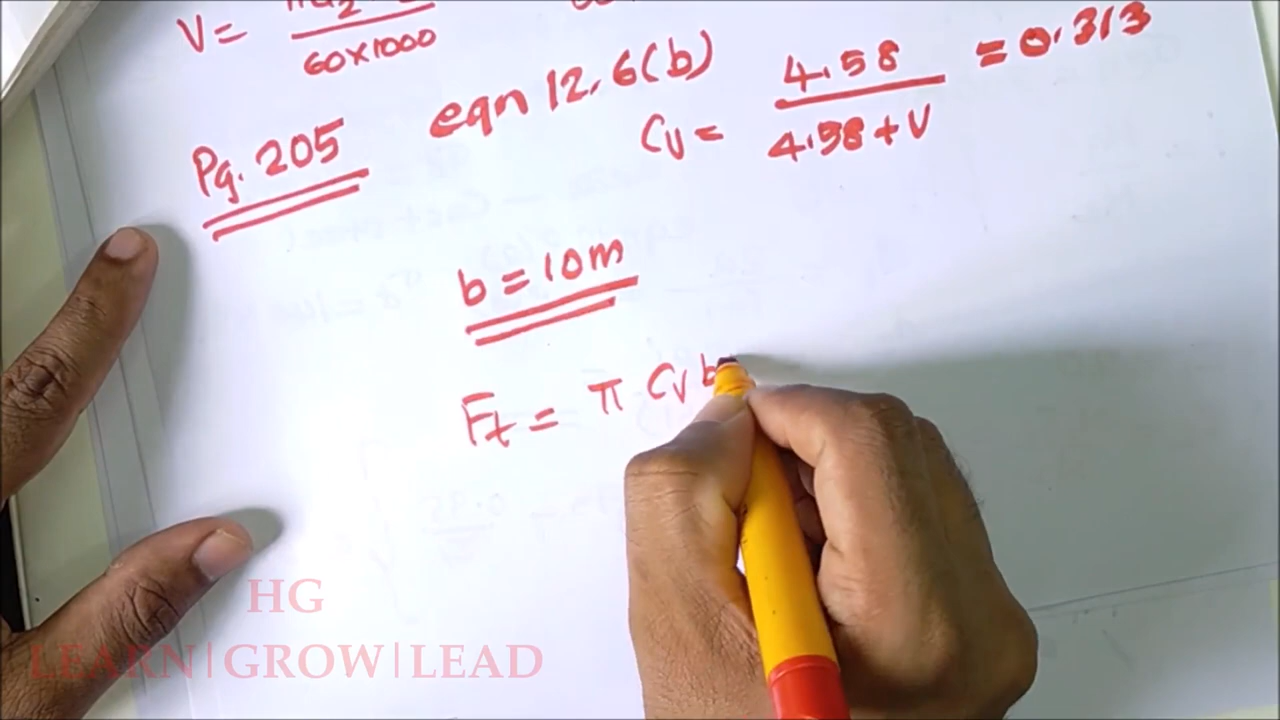 V =
60×1000
Pg. 205 eqn 12.6(b) Cv = 4.58 / 4.58 + V = 0.313
b = 10m
Ft = π Cv b
HG
LEARN|GROW|LEAD